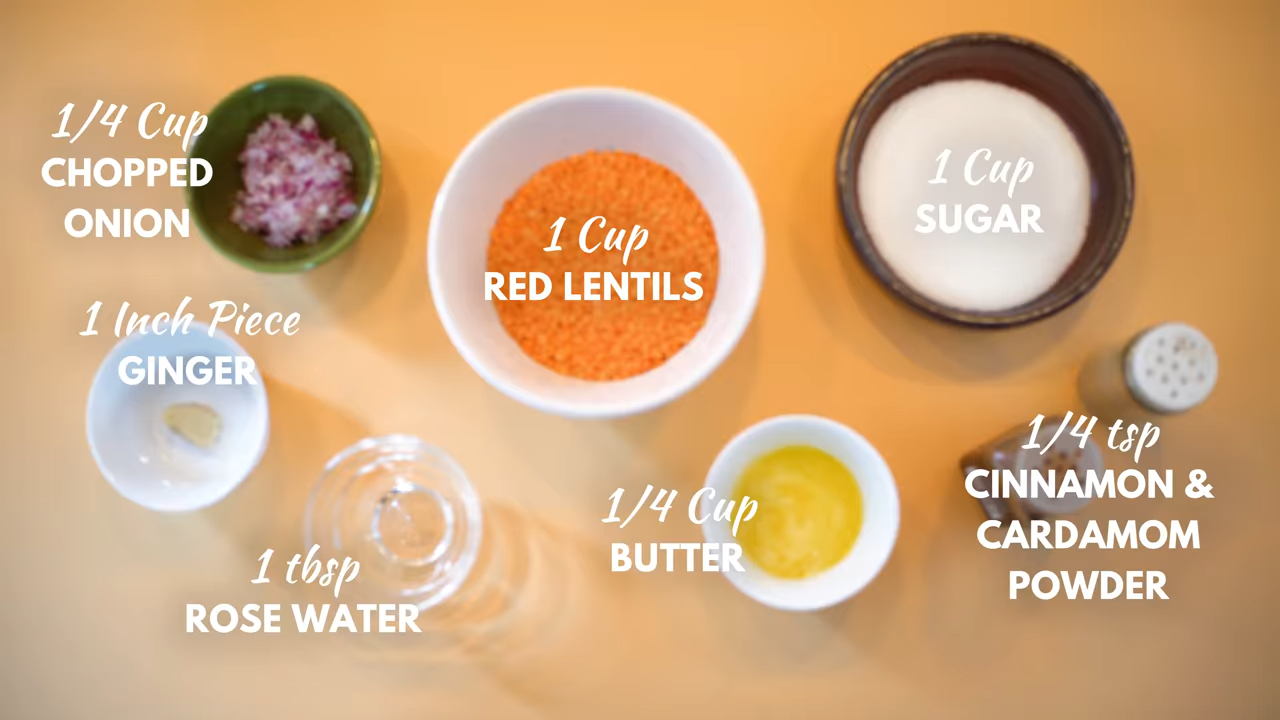 1/4 Cup
CHOPPED
ONION
1 Cup
RED LENTILS
1 Cup
SUGAR
1 Inch Piece
GINGER
1 tbsp
ROSE WATER
1/4 Cup
BUTTER
1/4 tsp
CINNAMON &
CARDAMOM
POWDER